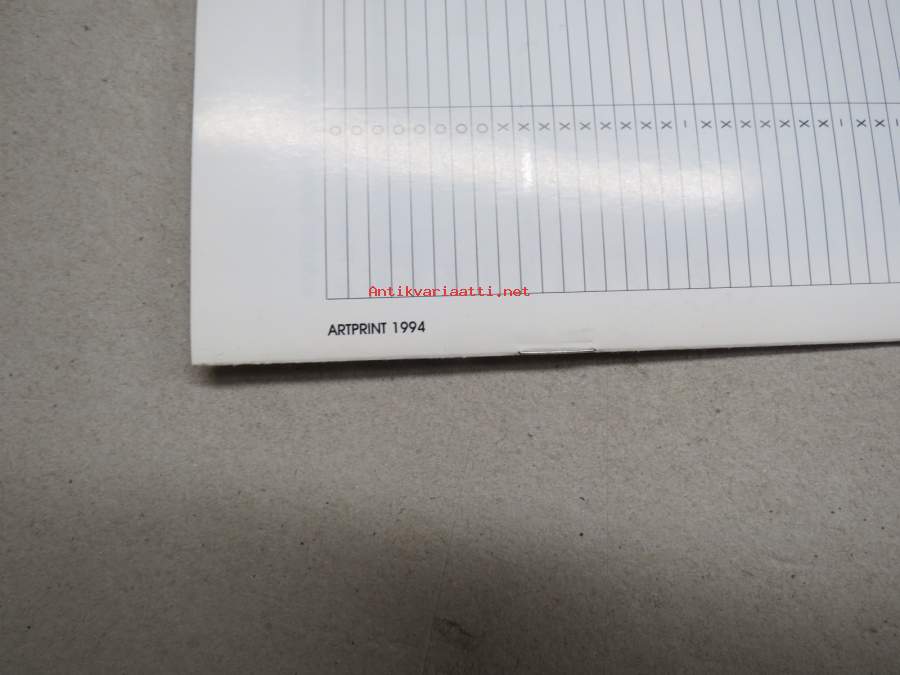 O O O O O O O O X X X X X X X X X - X X X X X X X - X X -
Antikvariaatti.net
ARTPRINT 1994